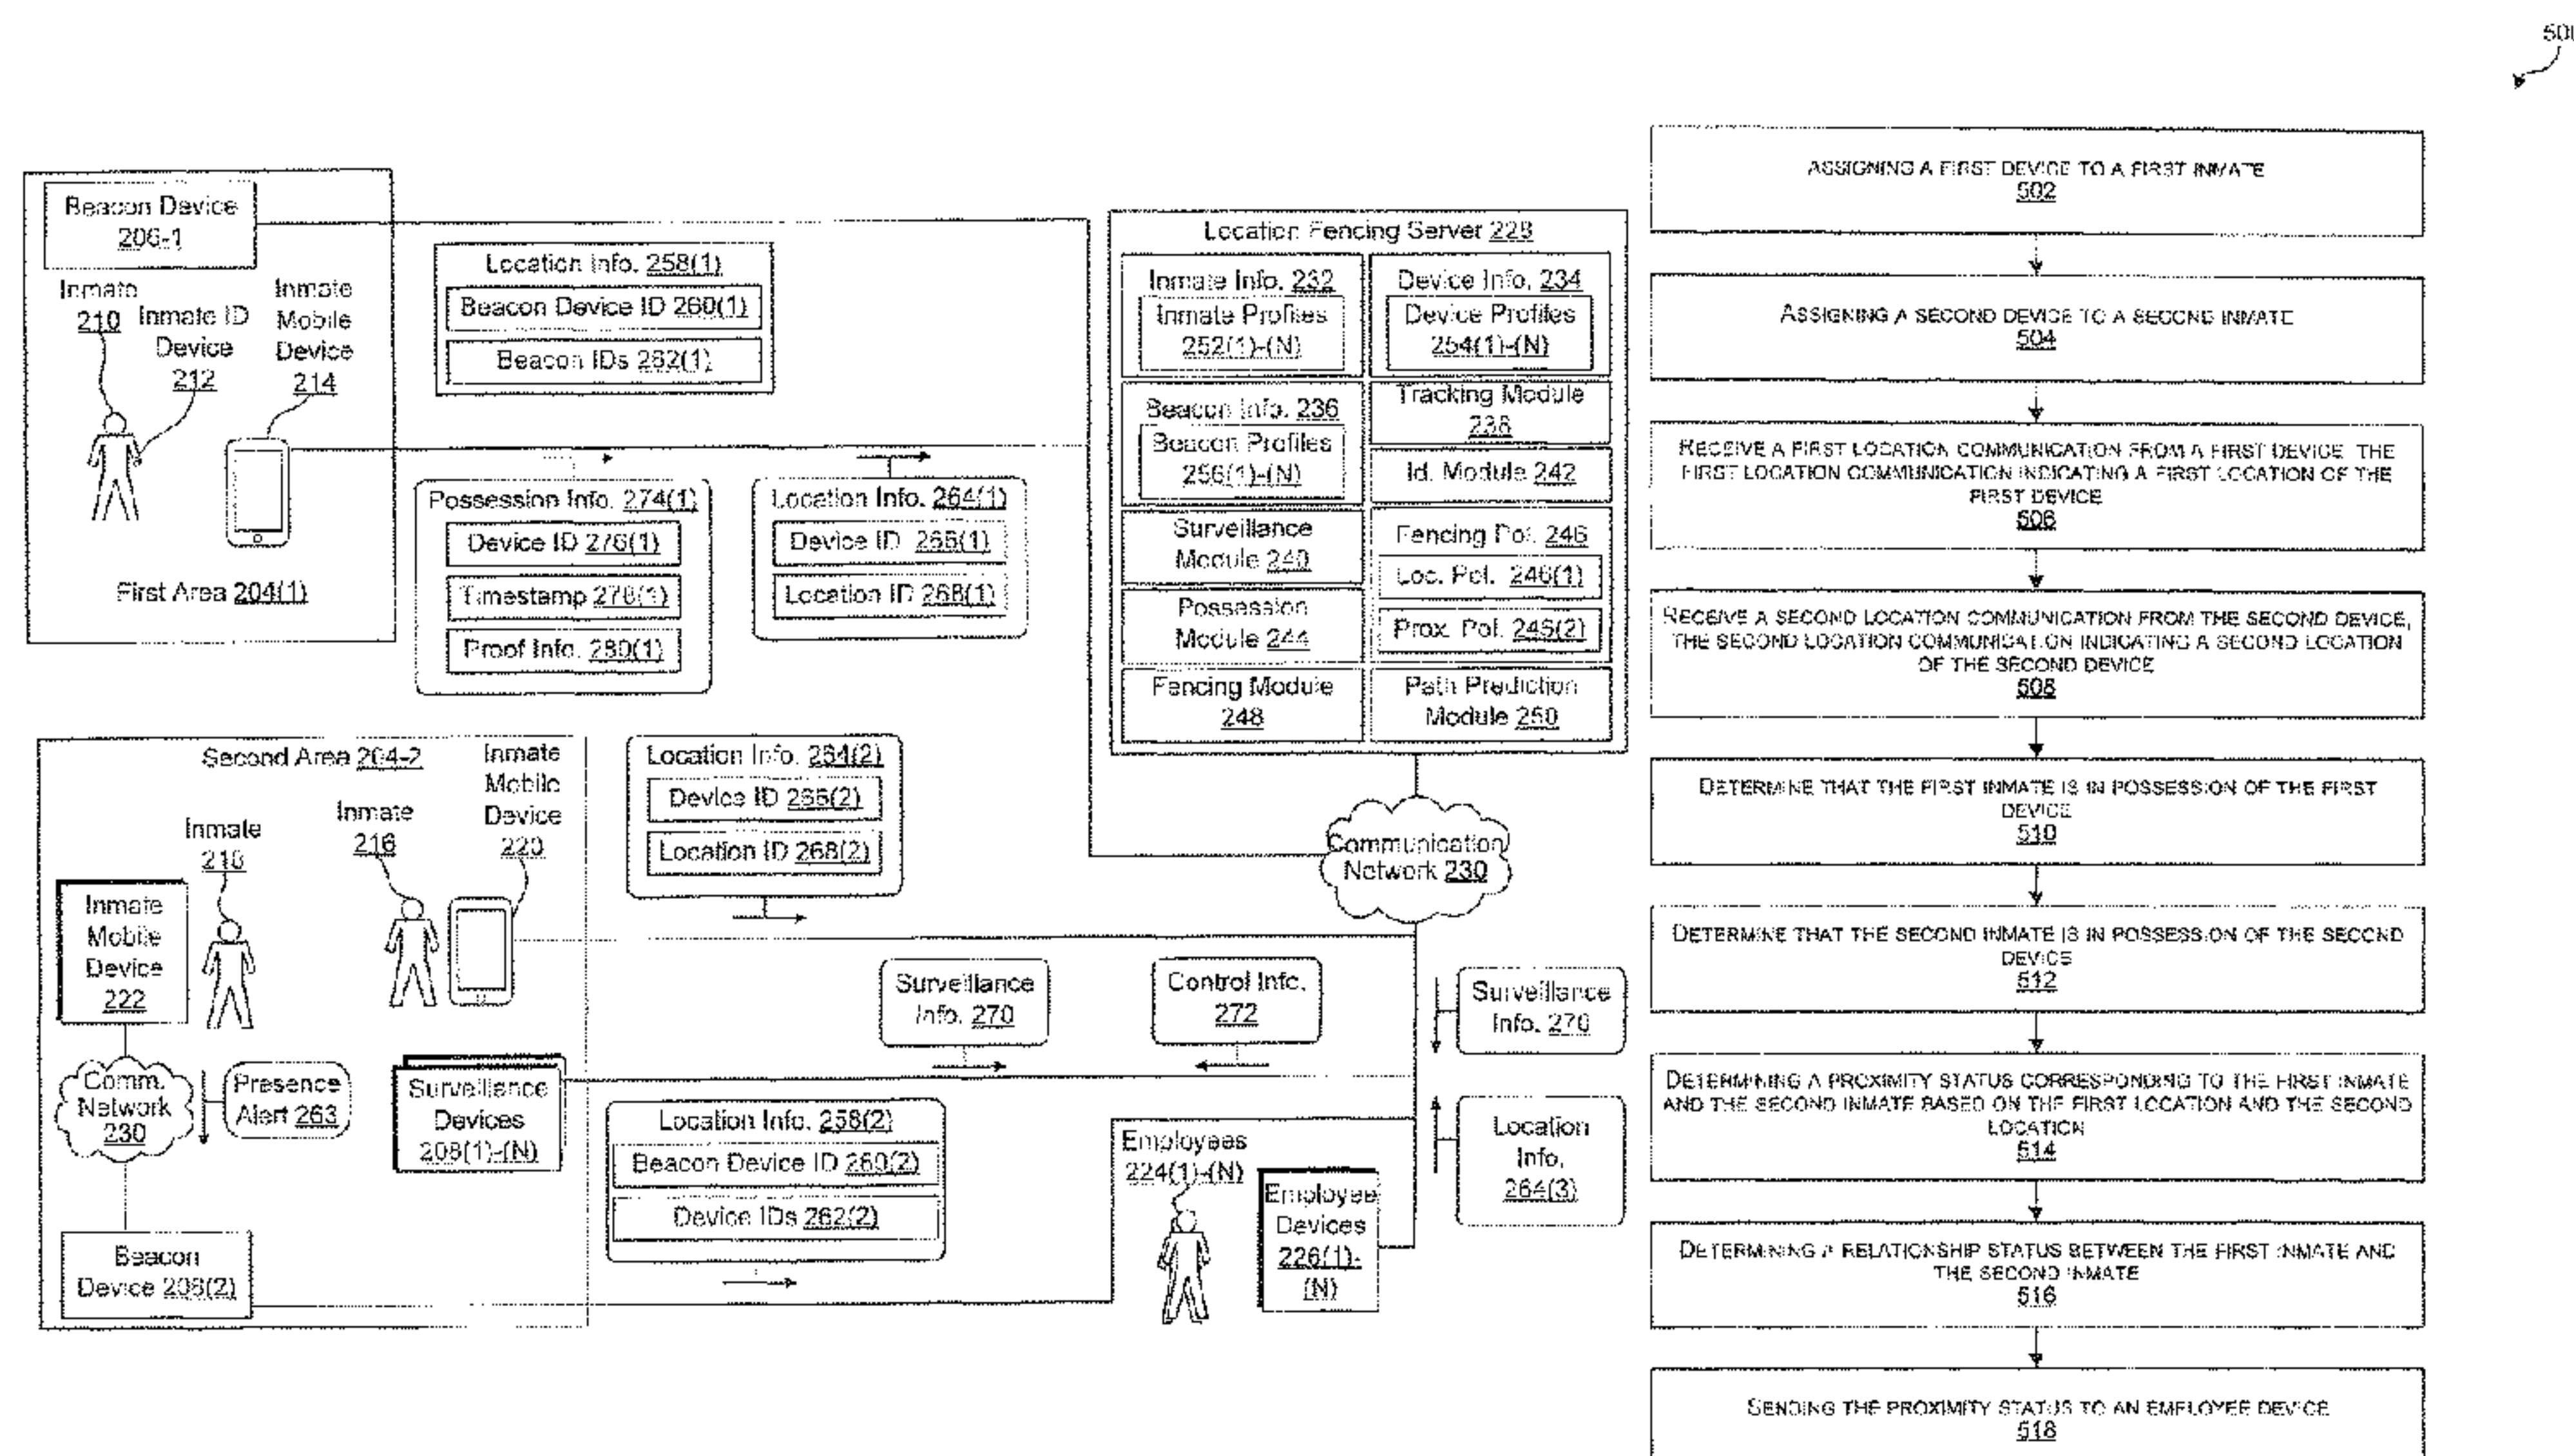 Beacon Device
206-1
Inmate
210
Inmate ID
Device
212
Inmate
Mobile
Device
214
First Area 204(1)
Location Info. 258(1)
Beacon Device ID 260(1)
Beacon IDs 262(1)
Possession Info. 274(1)
Device ID 276(1)
Timestamp 278(1)
Proof Info. 280(1)
Location Info. 264(1)
Device ID 266(1)
Location ID 268(1)
Location Fencing Server 228
Inmate Info. 232
Inmate Profiles
252(1)-(N)
Device Info. 234
Device Profiles
254(1)-(N)
Beacon Info. 236
Beacon Profiles
256(1)-(N)
Tracking Module
238
Id. Module 242
Surveillance
Module 240
Fencing Pol. 246
Loc. Pol. 246(1)
Prox. Pol. 246(2)
Possession
Module 244
Fencing Module
248
Path Prediction
Module 250
Communication
Network 230
Second Area 204-2
Inmate
218
Inmate
216
Inmate
Mobile
Device
220
Inmate
Mobile
Device
222
Comm.
Network
230
Presence
Alert 263
Surveillance
Devices
208(1)-(N)
Beacon
Device 206(2)
Location Info. 264(2)
Device ID 266(2)
Location ID 268(2)
Surveillance
Info. 270
Control Info.
272
Surveillance
Info. 270
Location Info. 258(2)
Beacon Device ID 260(2)
Device IDs 262(2)
Employees
224(1)-(N)
Employee
Devices
226(1)-
(N)
Location
Info.
264(3)
ASSIGNING A FIRST DEVICE TO A FIRST INMATE
502
ASSIGNING A SECOND DEVICE TO A SECOND INMATE
504
RECEIVE A FIRST LOCATION COMMUNICATION FROM A FIRST DEVICE THE
FIRST LOCATION COMMUNICATION INDICATING A FIRST LOCATION OF THE
FIRST DEVICE
506
RECEIVE A SECOND LOCATION COMMUNICATION FROM THE SECOND DEVICE,
THE SECOND LOCATION COMMUNICATION INDICATING A SECOND LOCATION
OF THE SECOND DEVICE
508
DETERMINE THAT THE FIRST INMATE IS IN POSSESSION OF THE FIRST
DEVICE
510
DETERMINE THAT THE SECOND INMATE IS IN POSSESSION OF THE SECOND
DEVICE
512
DETERMINING A PROXIMITY STATUS CORRESPONDING TO THE FIRST INMATE
AND THE SECOND INMATE BASED ON THE FIRST LOCATION AND THE SECOND
LOCATION
514
DETERMINING A RELATIONSHIP STATUS BETWEEN THE FIRST INMATE AND
THE SECOND INMATE
516
SENDING THE PROXIMITY STATUS TO AN EMPLOYEE DEVICE
518